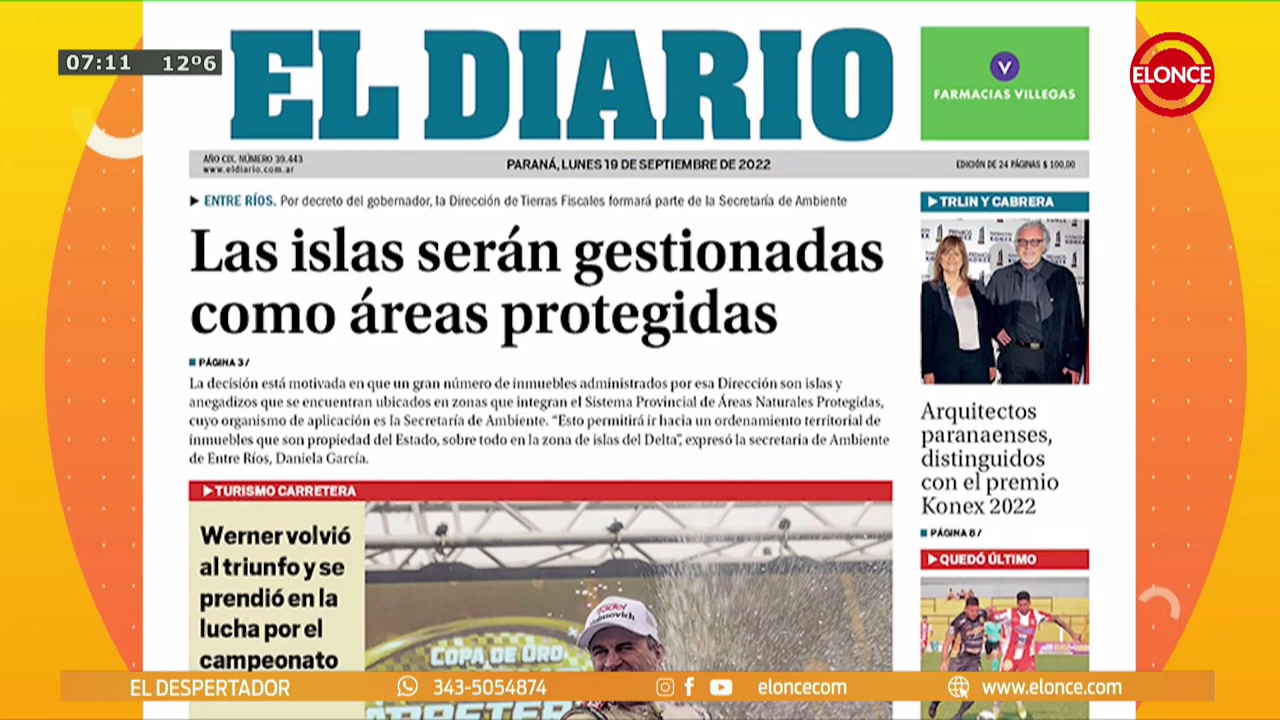 07:11 12º6
EL DIARIO
V
FARMACIAS VILLEGAS
ELONCE
AÑO CIX. NÚMERO 39.443
www.eldiario.com.ar
PARANÁ, LUNES 19 DE SEPTIEMBRE DE 2022
EDICIÓN DE 24 PÁGINAS $ 100,00
ENTRE RÍOS. Por decreto del gobernador, la Dirección de Tierras Fiscales formará parte de la Secretaría de Ambiente
Las islas serán gestionadas
como áreas protegidas
PÁGINA 3/
La decisión está motivada en que un gran número de inmuebles administrados por esa Dirección son islas y
anegadizos que se encuentran ubicados en zonas que integran el Sistema Provincial de Áreas Naturales Protegidas,
cuyo organismo de aplicación es la Secretaría de Ambiente. “Esto permitirá ir hacia un ordenamiento territorial de
inmuebles que son propiedad del Estado, sobre todo en la zona de islas del Delta”, expresó la secretaria de Ambiente
de Entre Ríos, Daniela García.
TRLIN Y CABRERA
PREMIOS
KONEX
Arquitectos
paranaenses,
distinguidos
con el premio
Konex 2022
PÁGINA 8/
QUEDÓ ÚLTIMO
TURISMO CARRETERA
Werner volvió
al triunfo y se
prendió en la
lucha por el
campeonato
COPA DE ORO
EL DESPERTADOR 343-5054874 eloncecom www.elonce.com